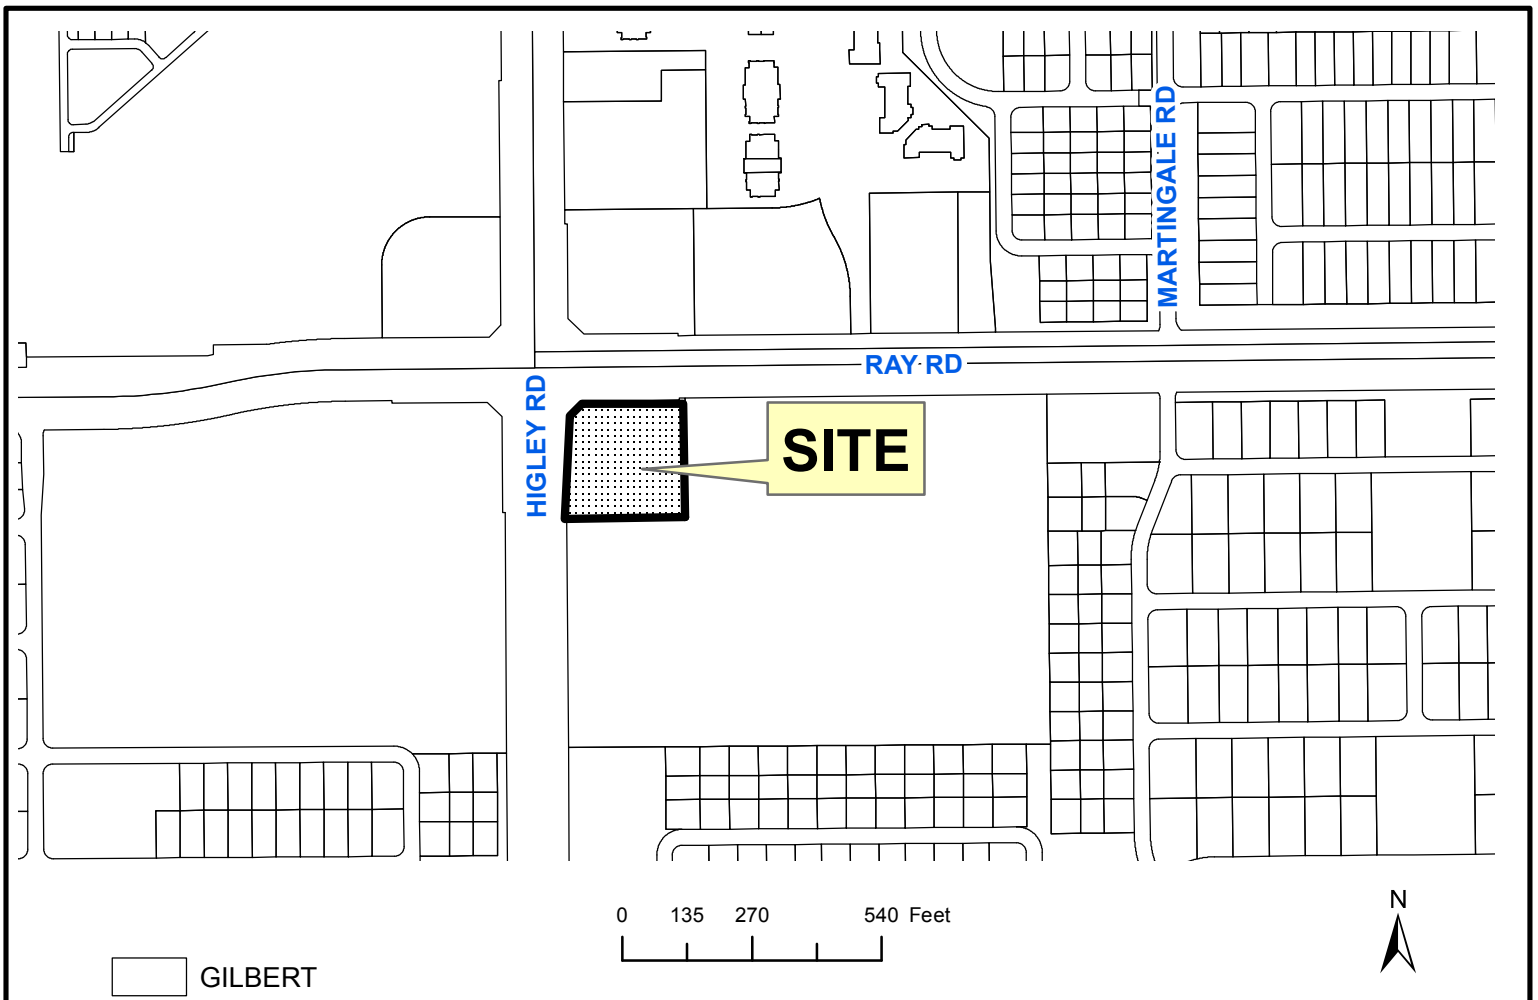 MARTINGALE RD
RAY RD
HIGLEY RD
SITE
0 135 270 540 Feet
N
GILBERT